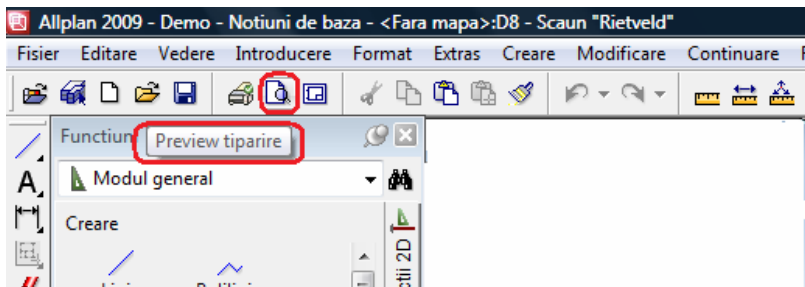 Allplan 2009 - Demo - Notiuni de baza - <Fara mapa>:D8 - Scaun "Rietveld"
Fisier Editare Vedere Introducere Format Extras Creare Modificare Continuare
Functiun
Preview tiparire
Modul general
A
Creare
2D